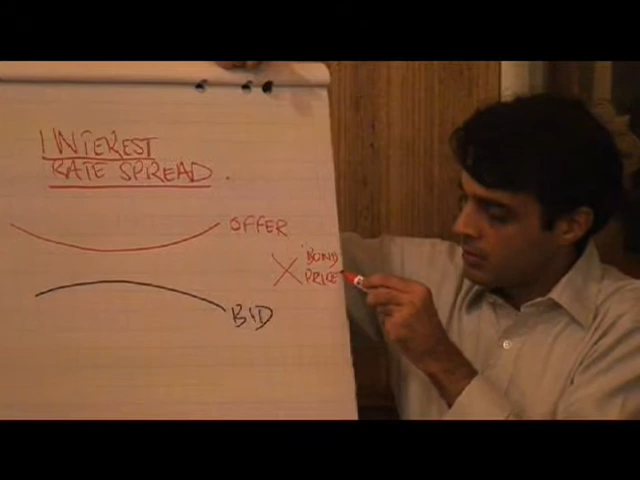 INTEREST
RATE SPREAD.
OFFER
X BOND
PRICE
BID